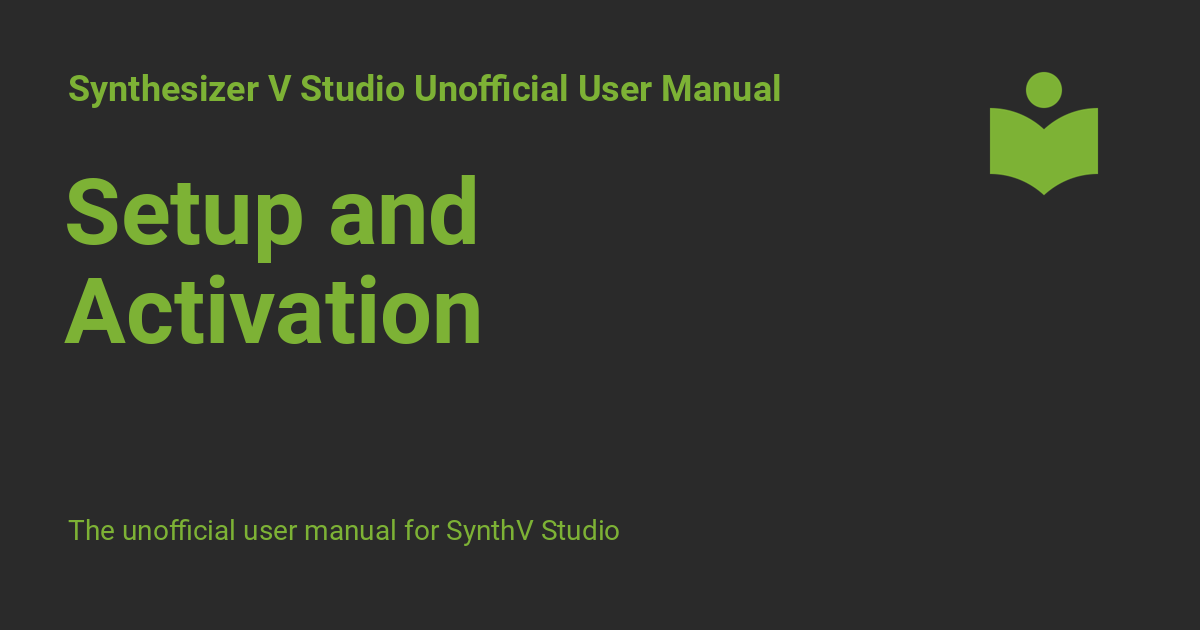 Synthesizer V Studio Unofficial User Manual
Setup and
Activation
The unofficial user manual for SynthV Studio